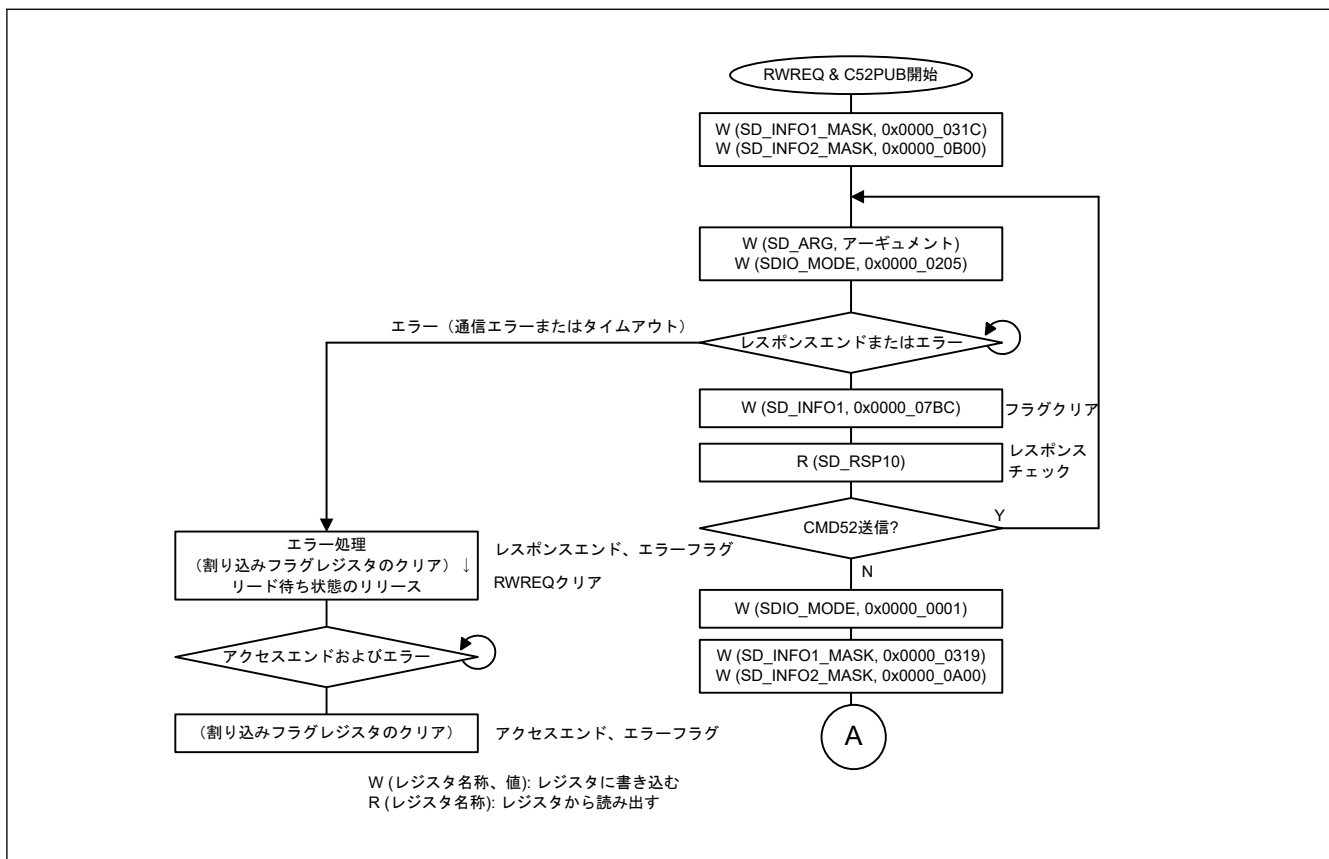 RWREQ & C52PUB開始
W (SD_INFO1_MASK, 0x0000_031C)
W (SD_INFO2_MASK, 0x0000_0B00)
W (SD_ARG, アーギュメント)
W (SDIO_MODE, 0x0000_0205)
エラー（通信エラーまたはタイムアウト）
レスポンスエンドまたはエラー
W (SD_INFO1, 0x0000_07BC)
フラグクリア
R (SD_RSP10)
レスポンス
チェック
CMD52送信?
Y
N
エラー処理
（割り込みフラグレジスタのクリア）↓
リード待ち状態のリリース
レスポンスエンド、エラーフラグ
RWREQクリア
W (SDIO_MODE, 0x0000_0001)
アクセスエンドおよびエラー
W (SD_INFO1_MASK, 0x0000_0319)
W (SD_INFO2_MASK, 0x0000_0A00)
（割り込みフラグレジスタのクリア）
アクセスエンド、エラーフラグ
A
W (レジスタ名称、値): レジスタに書き込む
R (レジスタ名称): レジスタから読み出す